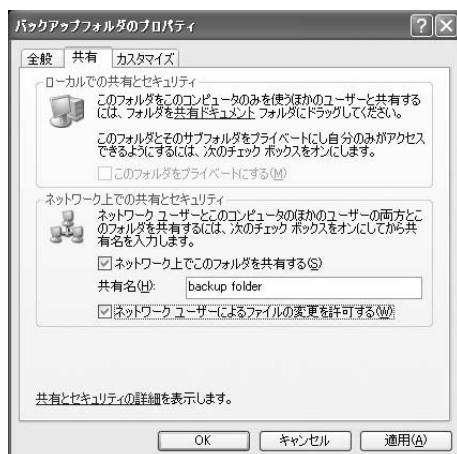 バックアップフォルダのプロパティ
全般 共有 カスタマイズ
ローカルでの共有とセキュリティ
このフォルダをこのコンピュータのみを使うほかのユーザーと共有する
には、フォルダを共有ドキュメント フォルダにドラッグしてください。
このフォルダとそのサブフォルダをプライベートにし自分のみがアクセス
できるようにするには、次のチェック ボックスをオンにします。
このフォルダをプライベートにする(M)
ネットワーク上での共有とセキュリティ
ネットワーク ユーザーとこのコンピュータのほかのユーザーの両方とこ
のフォルダを共有するには、次のチェック ボックスをオンにしてから共
有名を入力します。
ネットワーク上でこのフォルダを共有する(S)
共有名(H): backup folder
ネットワーク ユーザーによるファイルの変更を許可する(W)
共有とセキュリティの詳細を表示します。
OK キャンセル 適用(A)